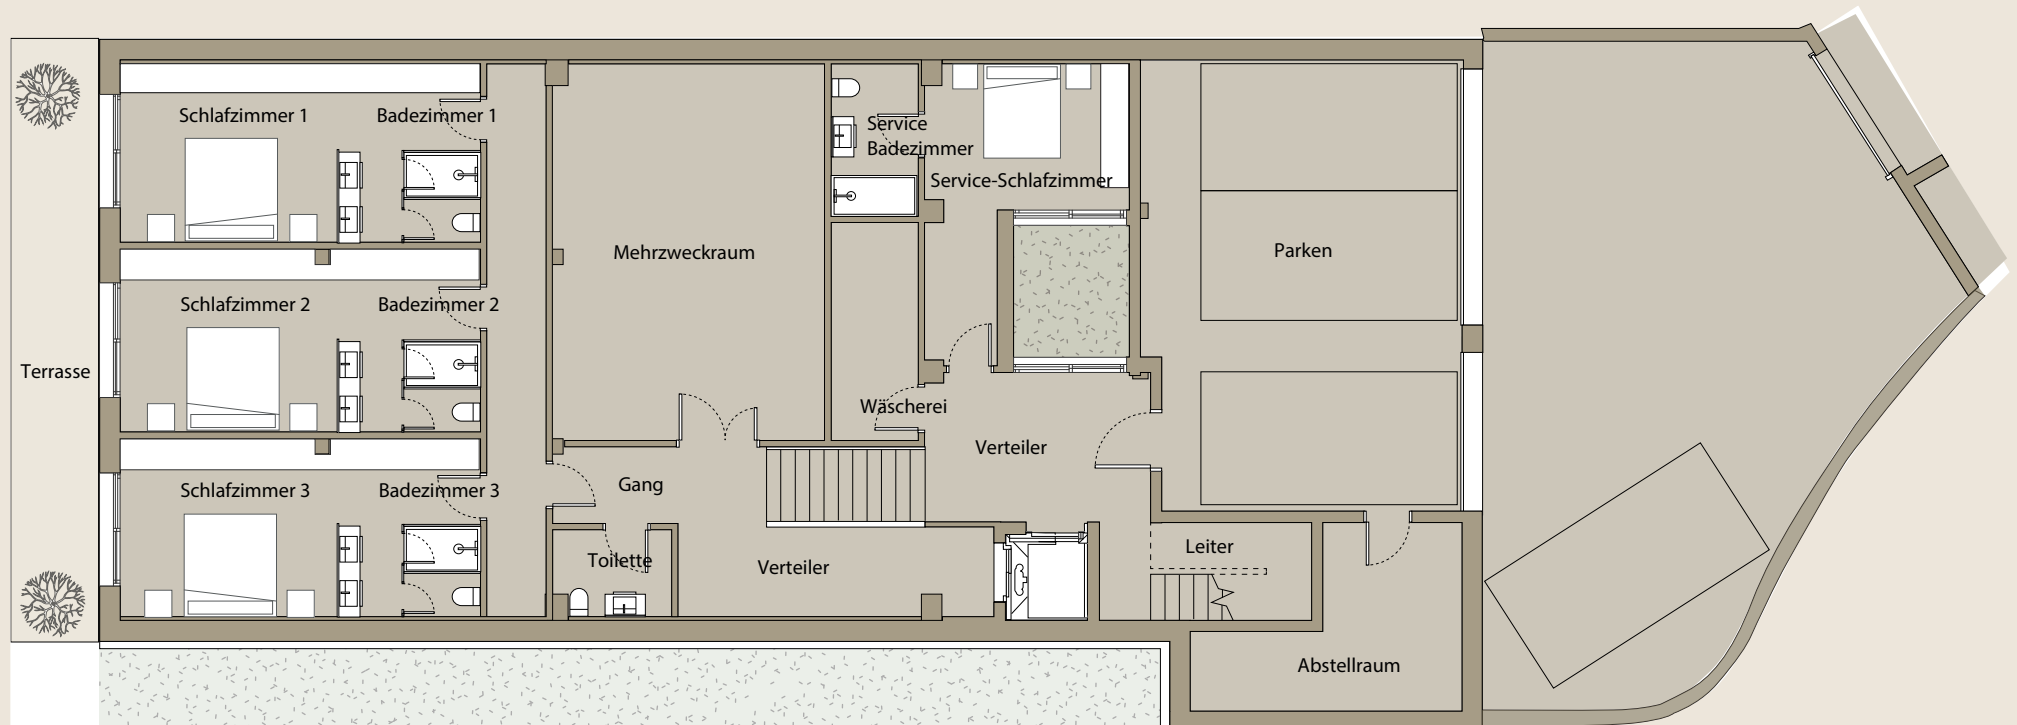 Schlafzimmer 1
Badezimmer 1
Service
Badezimmer
Service-Schlafzimmer
Mehrzweckraum
Parken
Schlafzimmer 2
Badezimmer 2
Terrasse
Wäscherei
Verteiler
Schlafzimmer 3
Badezimmer 3
Gang
Toilette
Verteiler
Leiter
Abstellraum